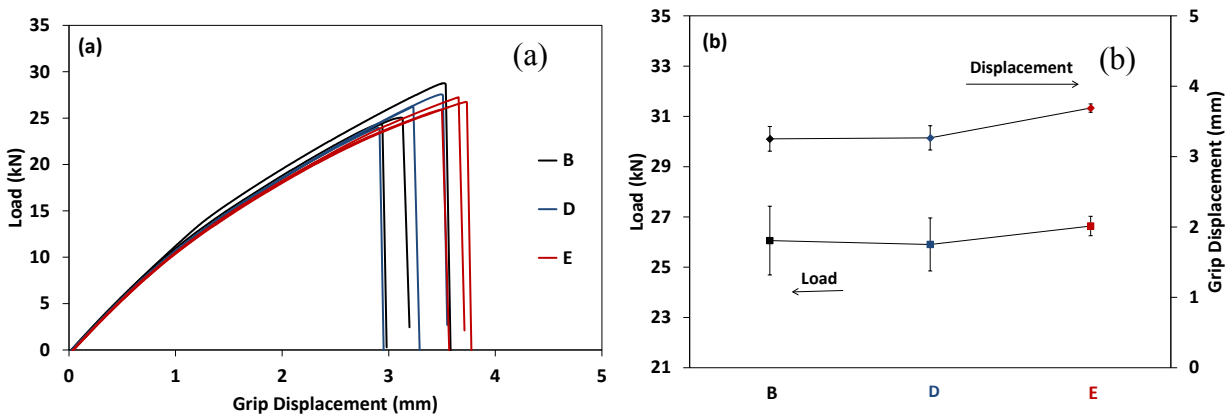 (a)
(a)
35
30
25
20
15
10
5
0
Load (kN)
B
D
E
0 1 2 3 4 5
Grip Displacement (mm)
(b)
(b)
35
33
31
29
27
25
23
21
Load (kN)
Displacement
Load
5
4
3
2
1
0
Grip Displacement (mm)
B D E